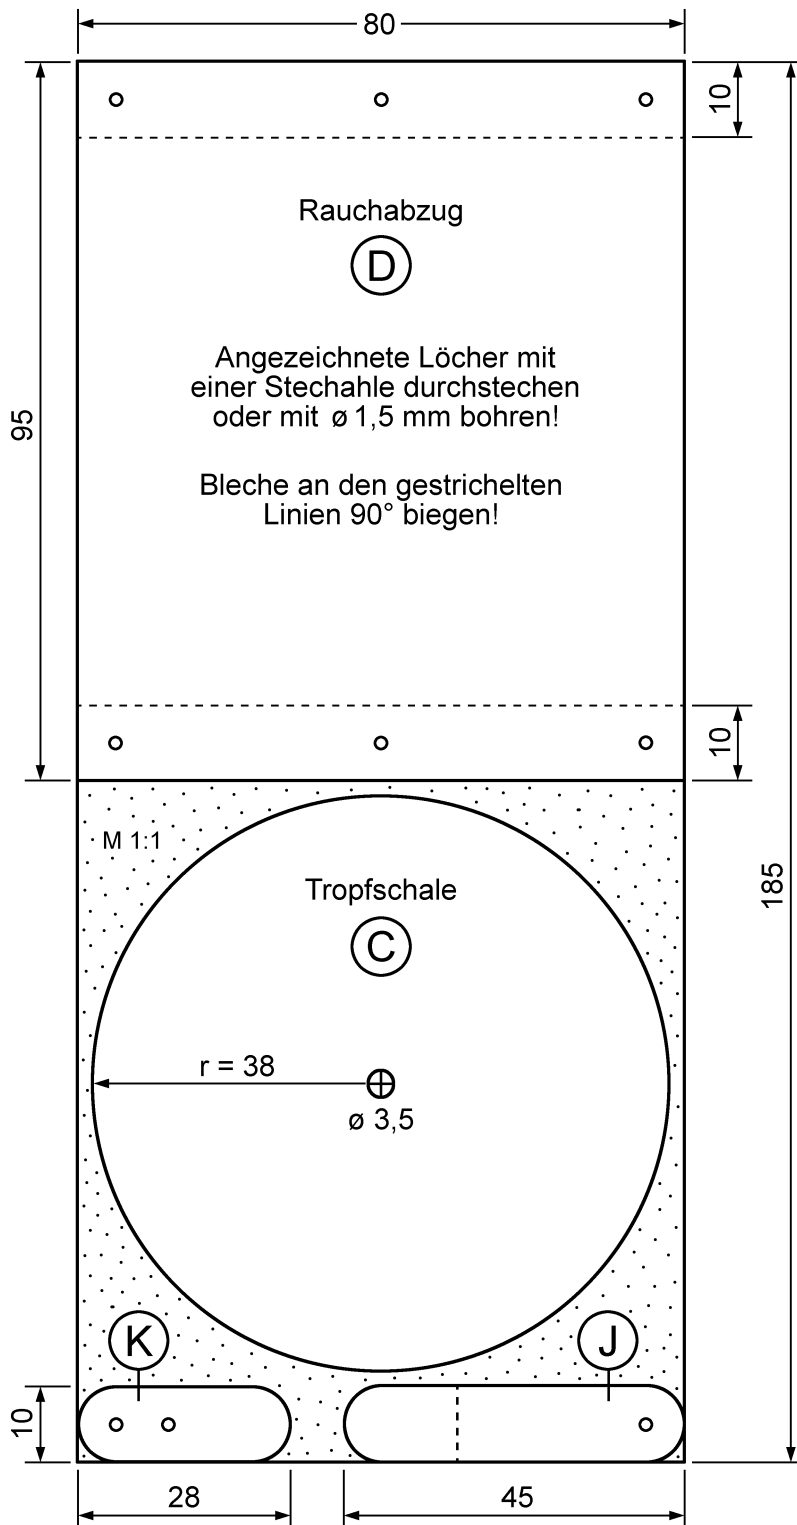 80
10
Rauchabzug
D
Angezeichnete Löcher mit
einer Stechahle durchstechen
oder mit ø 1,5 mm bohren!
95
Bleche an den gestrichelten
Linien 90° biegen!
10
M 1:1
185
Tropfschale
C
r = 38
ø 3,5
K
J
10
28
45